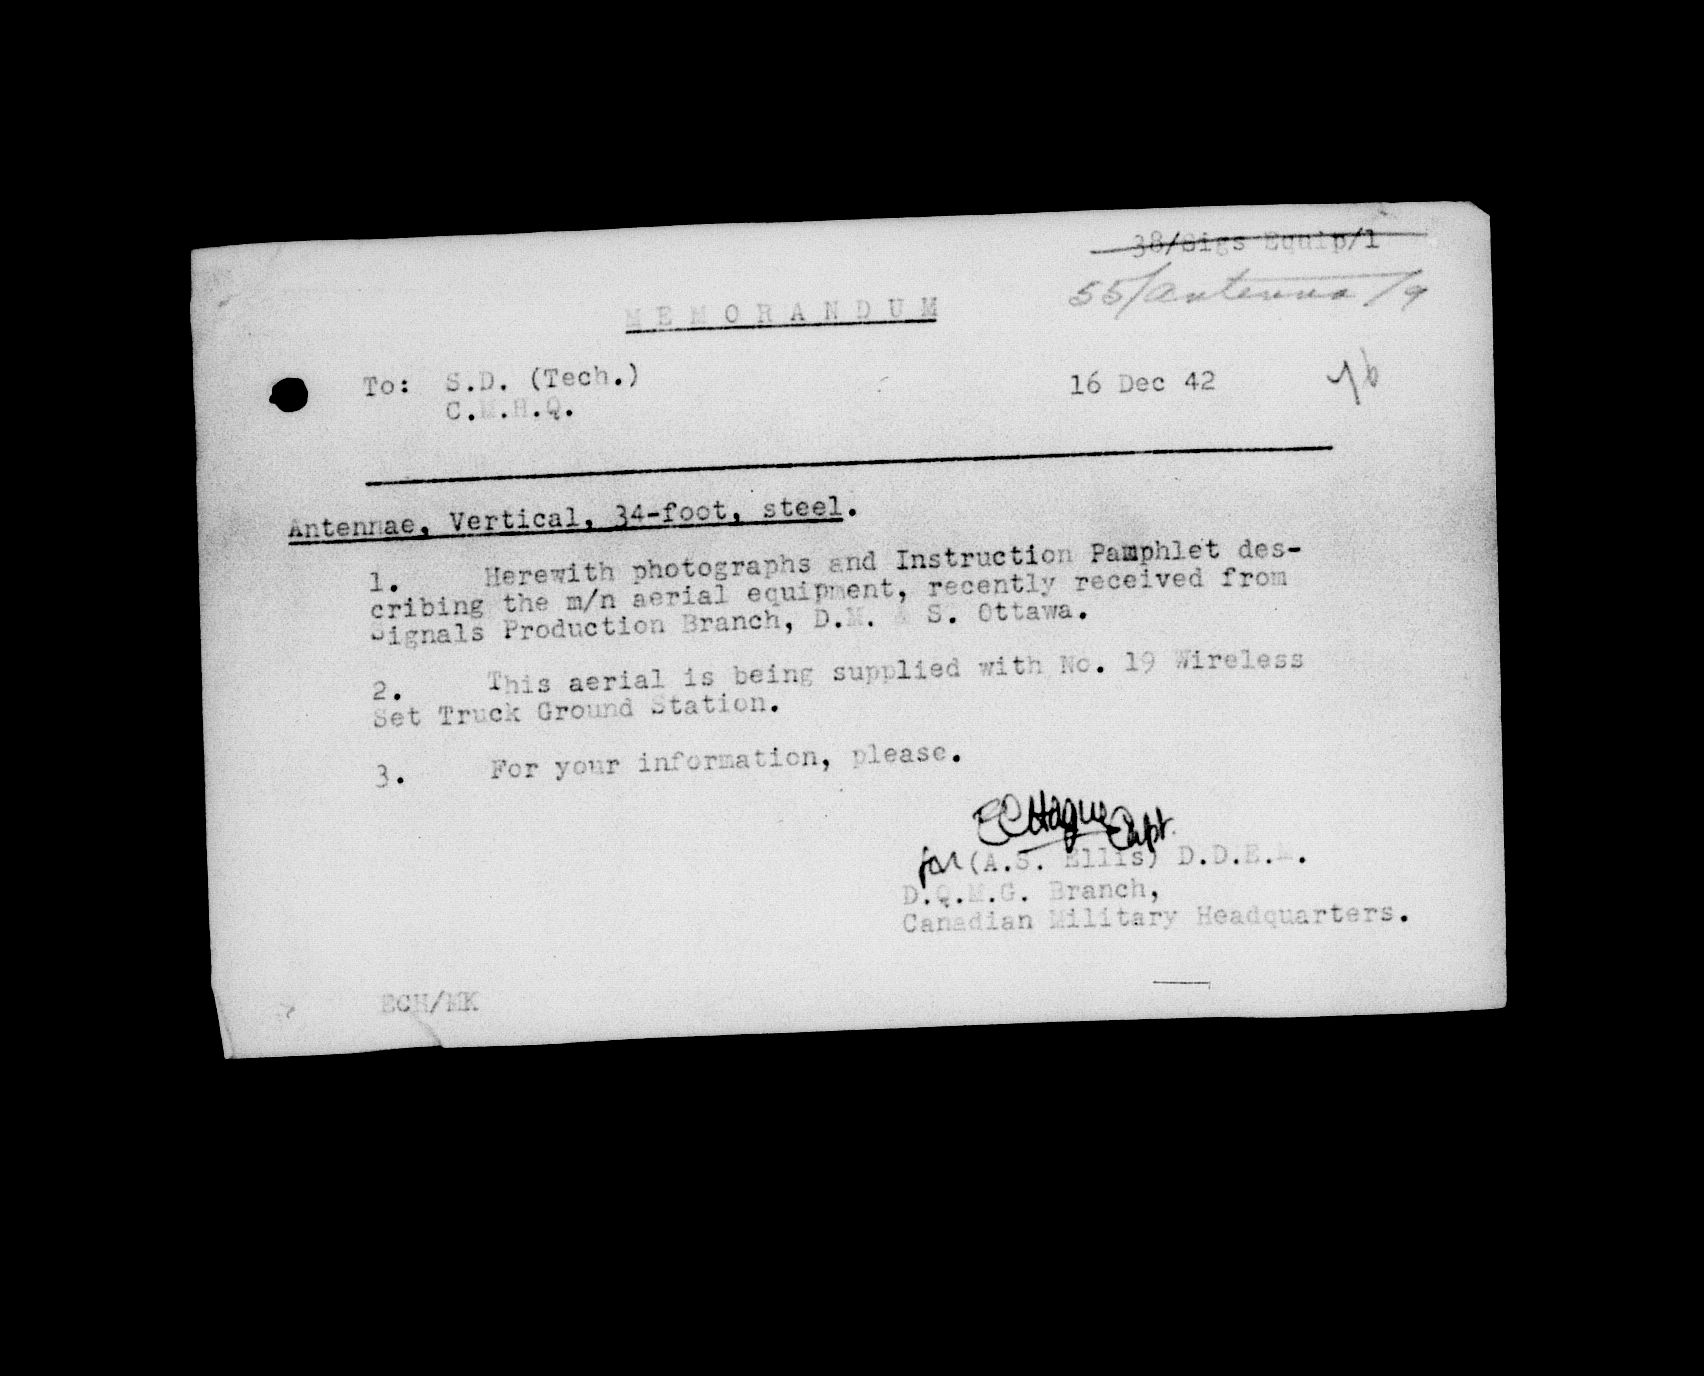 38/Sigs Equip/1
55/Antenna/9
MEMORANDUM
To: S.D. (Tech.)
16 Dec 42
C.M.H.Q.
Antennae, Vertical, 34-foot, steel.
1. Herewith photographs and Instruction Pamphlet des-
cribing the m/n aerial equipment, recently received from
Signals Production Branch, D.M. & S. Ottawa.
2. This aerial is being supplied with No. 19 Wireless
Set Truck Ground Station.
3. For your information, please.
ECHague Capt.
for (A.S. Ellis) D.D.E.M.
D.Q.M.G. Branch,
Canadian Military Headquarters.
ECH/MK